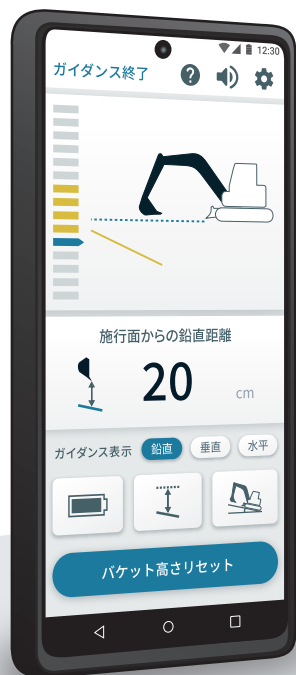 12:30
ガイダンス終了
?
施行面からの鉛直距離
20 cm
ガイダンス表示 鉛直 垂直 水平
バケット高さリセット